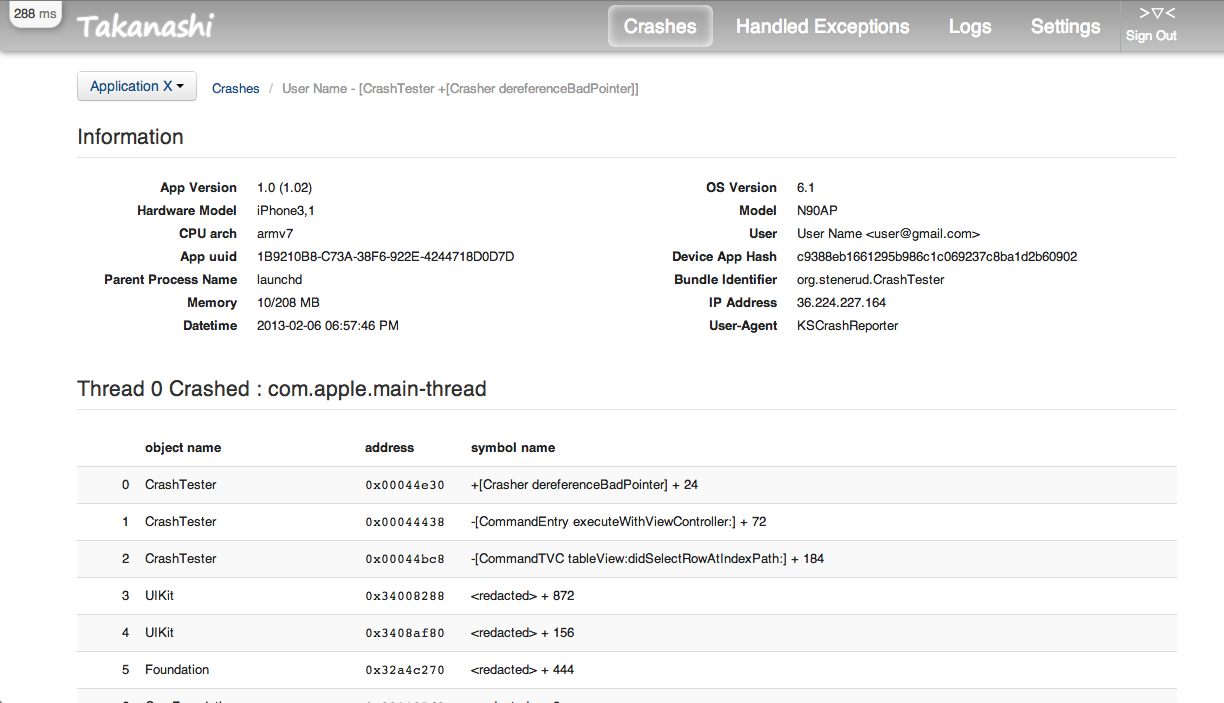 288 ms
Takanashi
Crashes Handled Exceptions Logs Settings
>▽<
Sign Out
Application X
Crashes / User Name - [CrashTester +[Crasher dereferenceBadPointer]]
Information
App Version 1.0 (1.02)
Hardware Model iPhone3,1
CPU arch armv7
App uuid 1B9210B8-C73A-38F6-922E-4244718D0D7D
Parent Process Name launchd
Memory 10/208 MB
Datetime 2013-02-06 06:57:46 PM
OS Version 6.1
Model N90AP
User User Name <user@gmail.com>
Device App Hash c9388eb1661295b986c1c069237c8ba1d2b60902
Bundle Identifier org.stenerud.CrashTester
IP Address 36.224.227.164
User-Agent KSCrashReporter
Thread 0 Crashed : com.apple.main-thread
object name address symbol name
0 CrashTester 0x00044e30 +[Crasher dereferenceBadPointer] + 24
1 CrashTester 0x00044438 -[CommandEntry executeWithViewController:] + 72
2 CrashTester 0x00044bc8 -[CommandTVC tableView:didSelectRowAtIndexPath:] + 184
3 UIKit 0x34008288 <redacted> + 872
4 UIKit 0x3408af80 <redacted> + 156
5 Foundation 0x32a4c270 <redacted> + 444